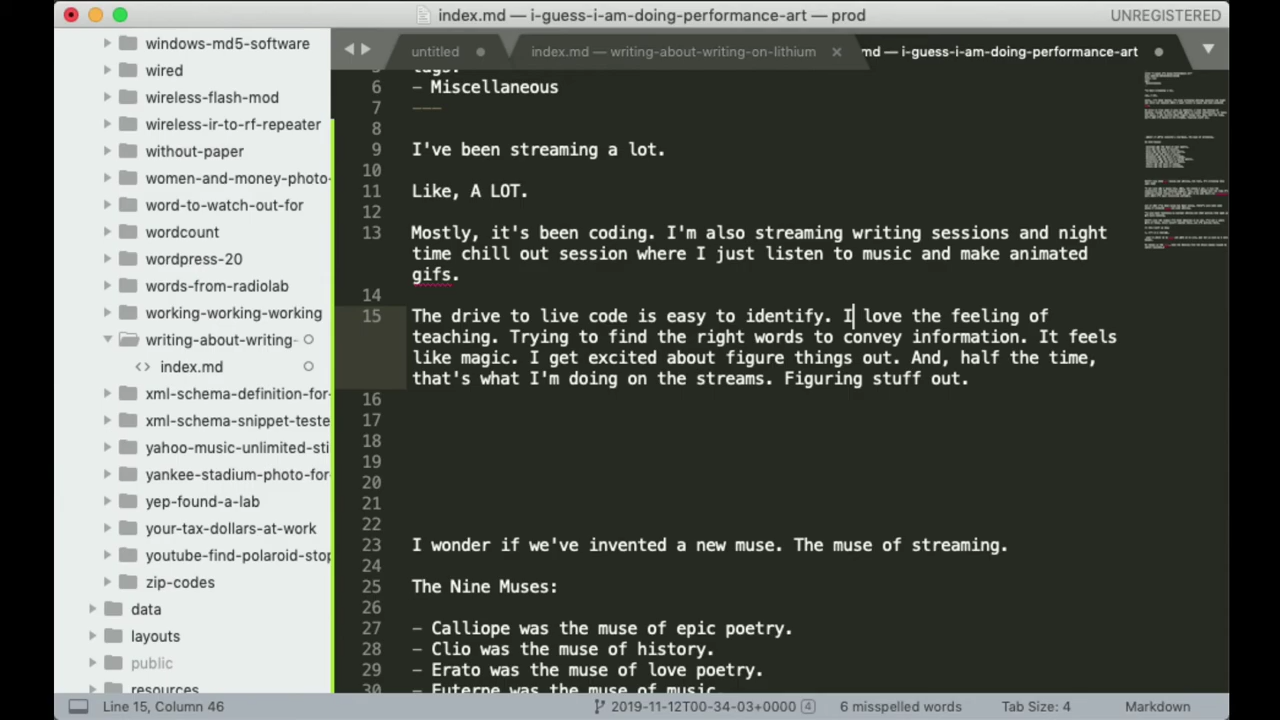 index.md — i-guess-i-am-doing-performance-art — prod
UNREGISTERED
untitled
index.md — writing-about-writing-on-lithium
md — i-guess-i-am-doing-performance-art
windows-md5-software
wired
wireless-flash-mod
wireless-ir-to-rf-repeater
without-paper
women-and-money-photo-
word-to-watch-out-for
wordcount
wordpress-20
words-from-radiolab
working-working-working
writing-about-writing-
<> index.md
xml-schema-definition-for-
xml-schema-snippet-teste
yahoo-music-unlimited-sti
yankee-stadium-photo-for-
yep-found-a-lab
your-tax-dollars-at-work
youtube-find-polaroid-stop
zip-codes
data
layouts
public
resources
tags:
6 - Miscellaneous
7 ---
8
9 I've been streaming a lot.
10
11 Like, A LOT.
12
13 Mostly, it's been coding. I'm also streaming writing sessions and night
time chill out session where I just listen to music and make animated
gifs.
14
15 The drive to live code is easy to identify. I love the feeling of
teaching. Trying to find the right words to convey information. It feels
like magic. I get excited about figure things out. And, half the time,
that's what I'm doing on the streams. Figuring stuff out.
16
17
18
19
20
21
22
23 I wonder if we've invented a new muse. The muse of streaming.
24
25 The Nine Muses:
26
27 - Calliope was the muse of epic poetry.
28 - Clio was the muse of history.
29 - Erato was the muse of love poetry.
30 - Euterpe was the muse of music.
Line 15, Column 46
2019-11-12T00-34-03+0000 4
6 misspelled words
Tab Size: 4
Markdown